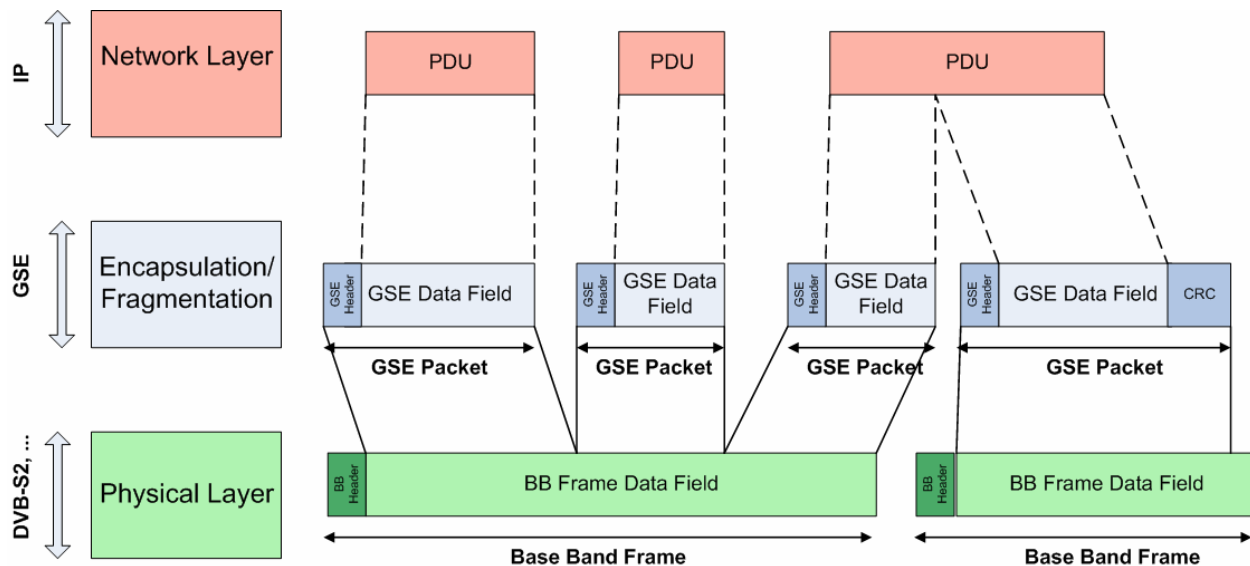 IP
Network Layer
PDU
PDU
PDU
GSE
Encapsulation/
Fragmentation
GSE
Header
GSE Data Field
GSE
Header
GSE Data
Field
GSE
Header
GSE Data
Field
GSE
Header
GSE Data Field
CRC
GSE Packet
GSE Packet
GSE Packet
GSE Packet
DVB-S2, ...
Physical Layer
BB
Header
BB Frame Data Field
BB
Header
BB Frame Data Field
Base Band Frame
Base Band Frame